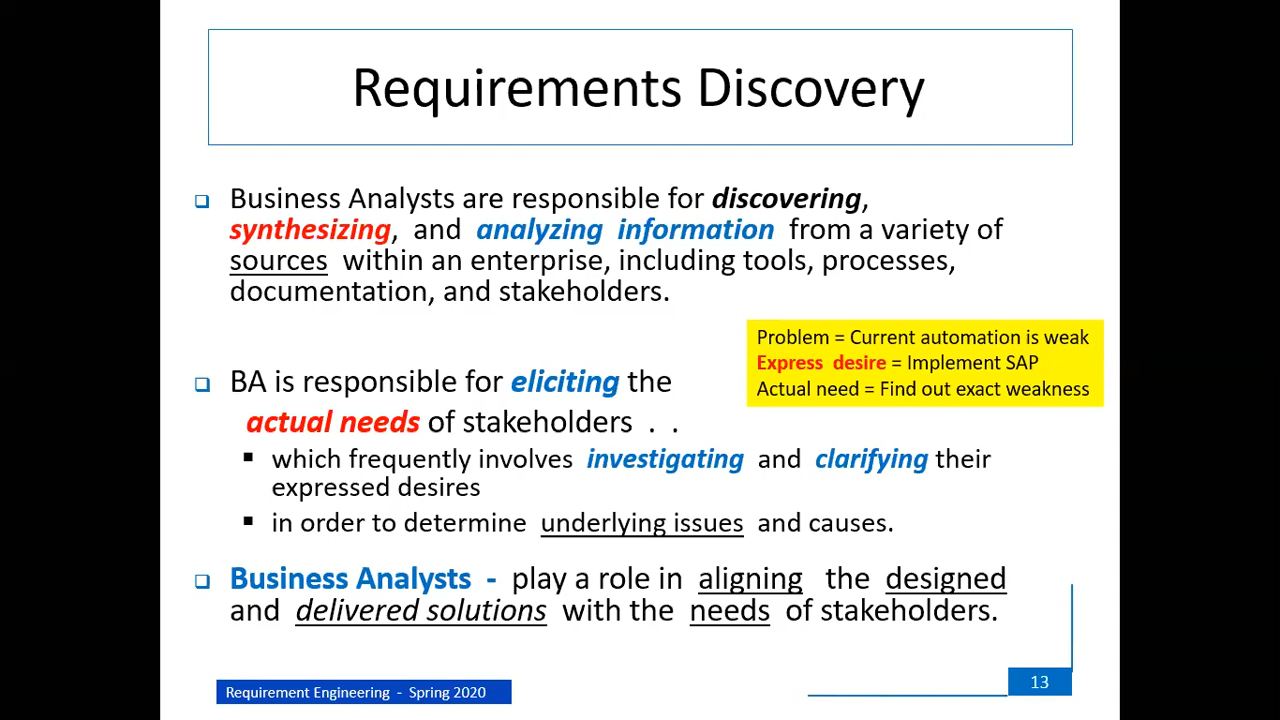 Requirements Discovery
Business Analysts are responsible for discovering,
synthesizing, and analyzing information from a variety of
sources within an enterprise, including tools, processes,
documentation, and stakeholders.
Problem = Current automation is weak
Express desire = Implement SAP
Actual need = Find out exact weakness
BA is responsible for eliciting the
actual needs of stakeholders . .
which frequently involves investigating and clarifying their
expressed desires
in order to determine underlying issues and causes.
Business Analysts - play a role in aligning the designed
and delivered solutions with the needs of stakeholders.
Requirement Engineering - Spring 2020
13